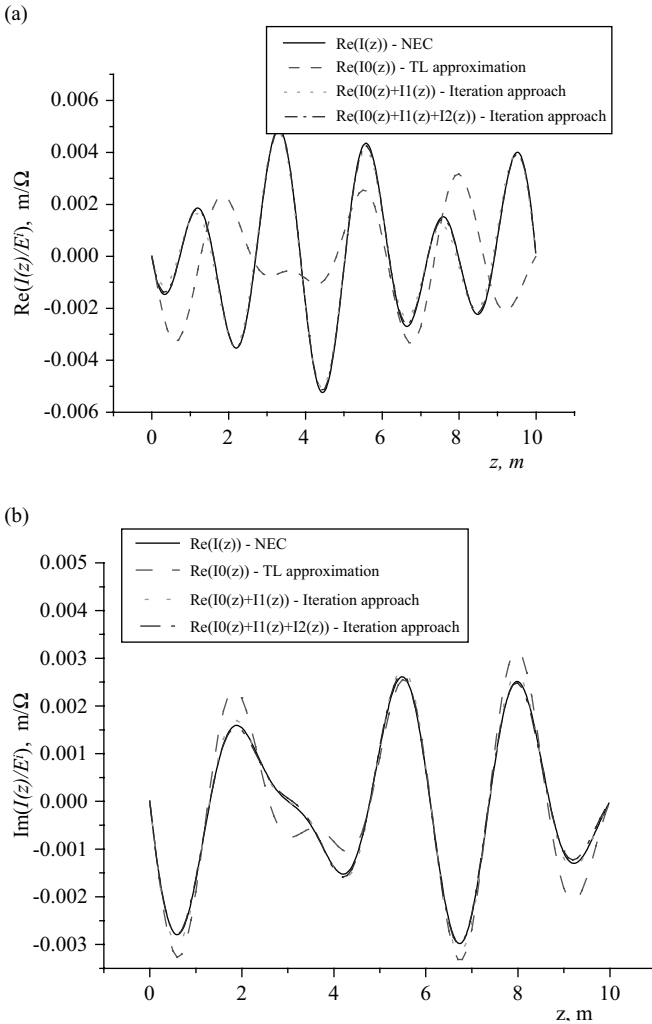 (a)
Re(I(z)) - NEC
Re(I0(z)) - TL approximation
Re(I0(z)+I1(z)) - Iteration approach
Re(I0(z)+I1(z)+I2(z)) - Iteration approach
0.006
0.004
0.002
0.000
-0.002
-0.004
-0.006
Re(I(z)/Eⁱ), m/Ω
0 2 4 6 8 10
z, m
(b)
Re(I(z)) - NEC
Re(I0(z)) - TL approximation
Re(I0(z)+I1(z)) - Iteration approach
Re(I0(z)+I1(z)+I2(z)) - Iteration approach
0.005
0.004
0.003
0.002
0.001
0.000
-0.001
-0.002
-0.003
Im(I(z)/Eⁱ), m/Ω
0 2 4 6 8 10
z, m